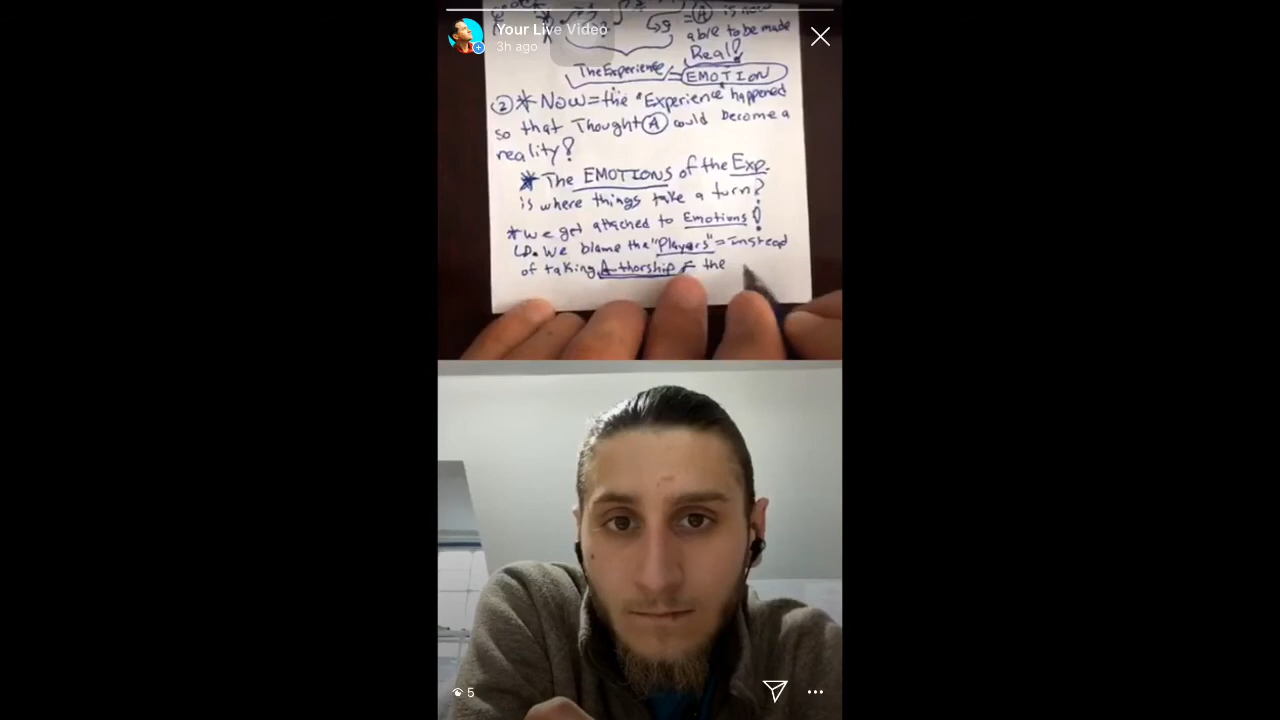 Your Live Video
3h ago
= A is now
able to be made
Real!
The Experience = EMOTION
② * Now = the "Experience" happened
so that Thought A could become a
reality?
* The EMOTIONS of the Exp.
is where things take a turn?
* we get attached to Emotions!
We blame the "Players" = instead
of taking Authorship the
5